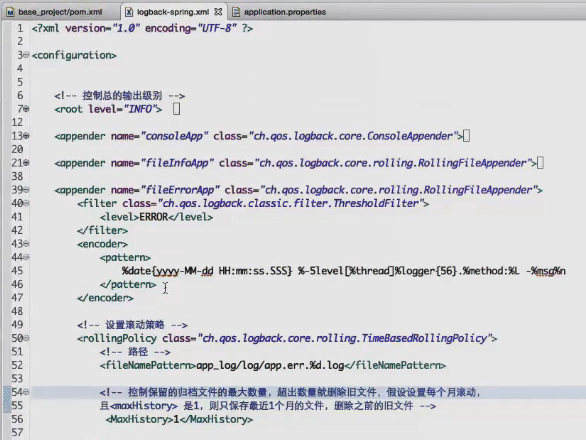 base_project/pom.xml logback-spring.xml application.properties
1 <?xml version="1.0" encoding="UTF-8" ?>
2
3 <configuration>
4
5
6 <!-- 控制总的输出级别 -->
7 <root level="INFO">
12
13 <appender name="consoleApp" class="ch.qos.logback.core.ConsoleAppender">
20
21 <appender name="fileInfoApp" class="ch.qos.logback.core.rolling.RollingFileAppender">
38
39 <appender name="fileErrorApp" class="ch.qos.logback.core.rolling.RollingFileAppender">
40 <filter class="ch.qos.logback.classic.filter.ThresholdFilter">
41 <level>ERROR</level>
42 </filter>
43 <encoder>
44 <pattern>
45 %date{yyyy-MM-dd HH:mm:ss.SSS} %-5level[%thread]%logger{56}.%method:%L -%msg%n
46 </pattern>
47 </encoder>
48
49 <!-- 设置滚动策略 -->
50 <rollingPolicy class="ch.qos.logback.core.rolling.TimeBasedRollingPolicy">
51 <!-- 路径 -->
52 <fileNamePattern>app_log/log/app.err.%d.log</fileNamePattern>
53
54 <!-- 控制保留的归档文件的最大数量，超出数量就删除旧文件，假设设置每个月滚动，
55 且<maxHistory> 是1，则只保存最近1个月的文件，删除之前的旧文件 -->
56 <MaxHistory>1</MaxHistory>
57